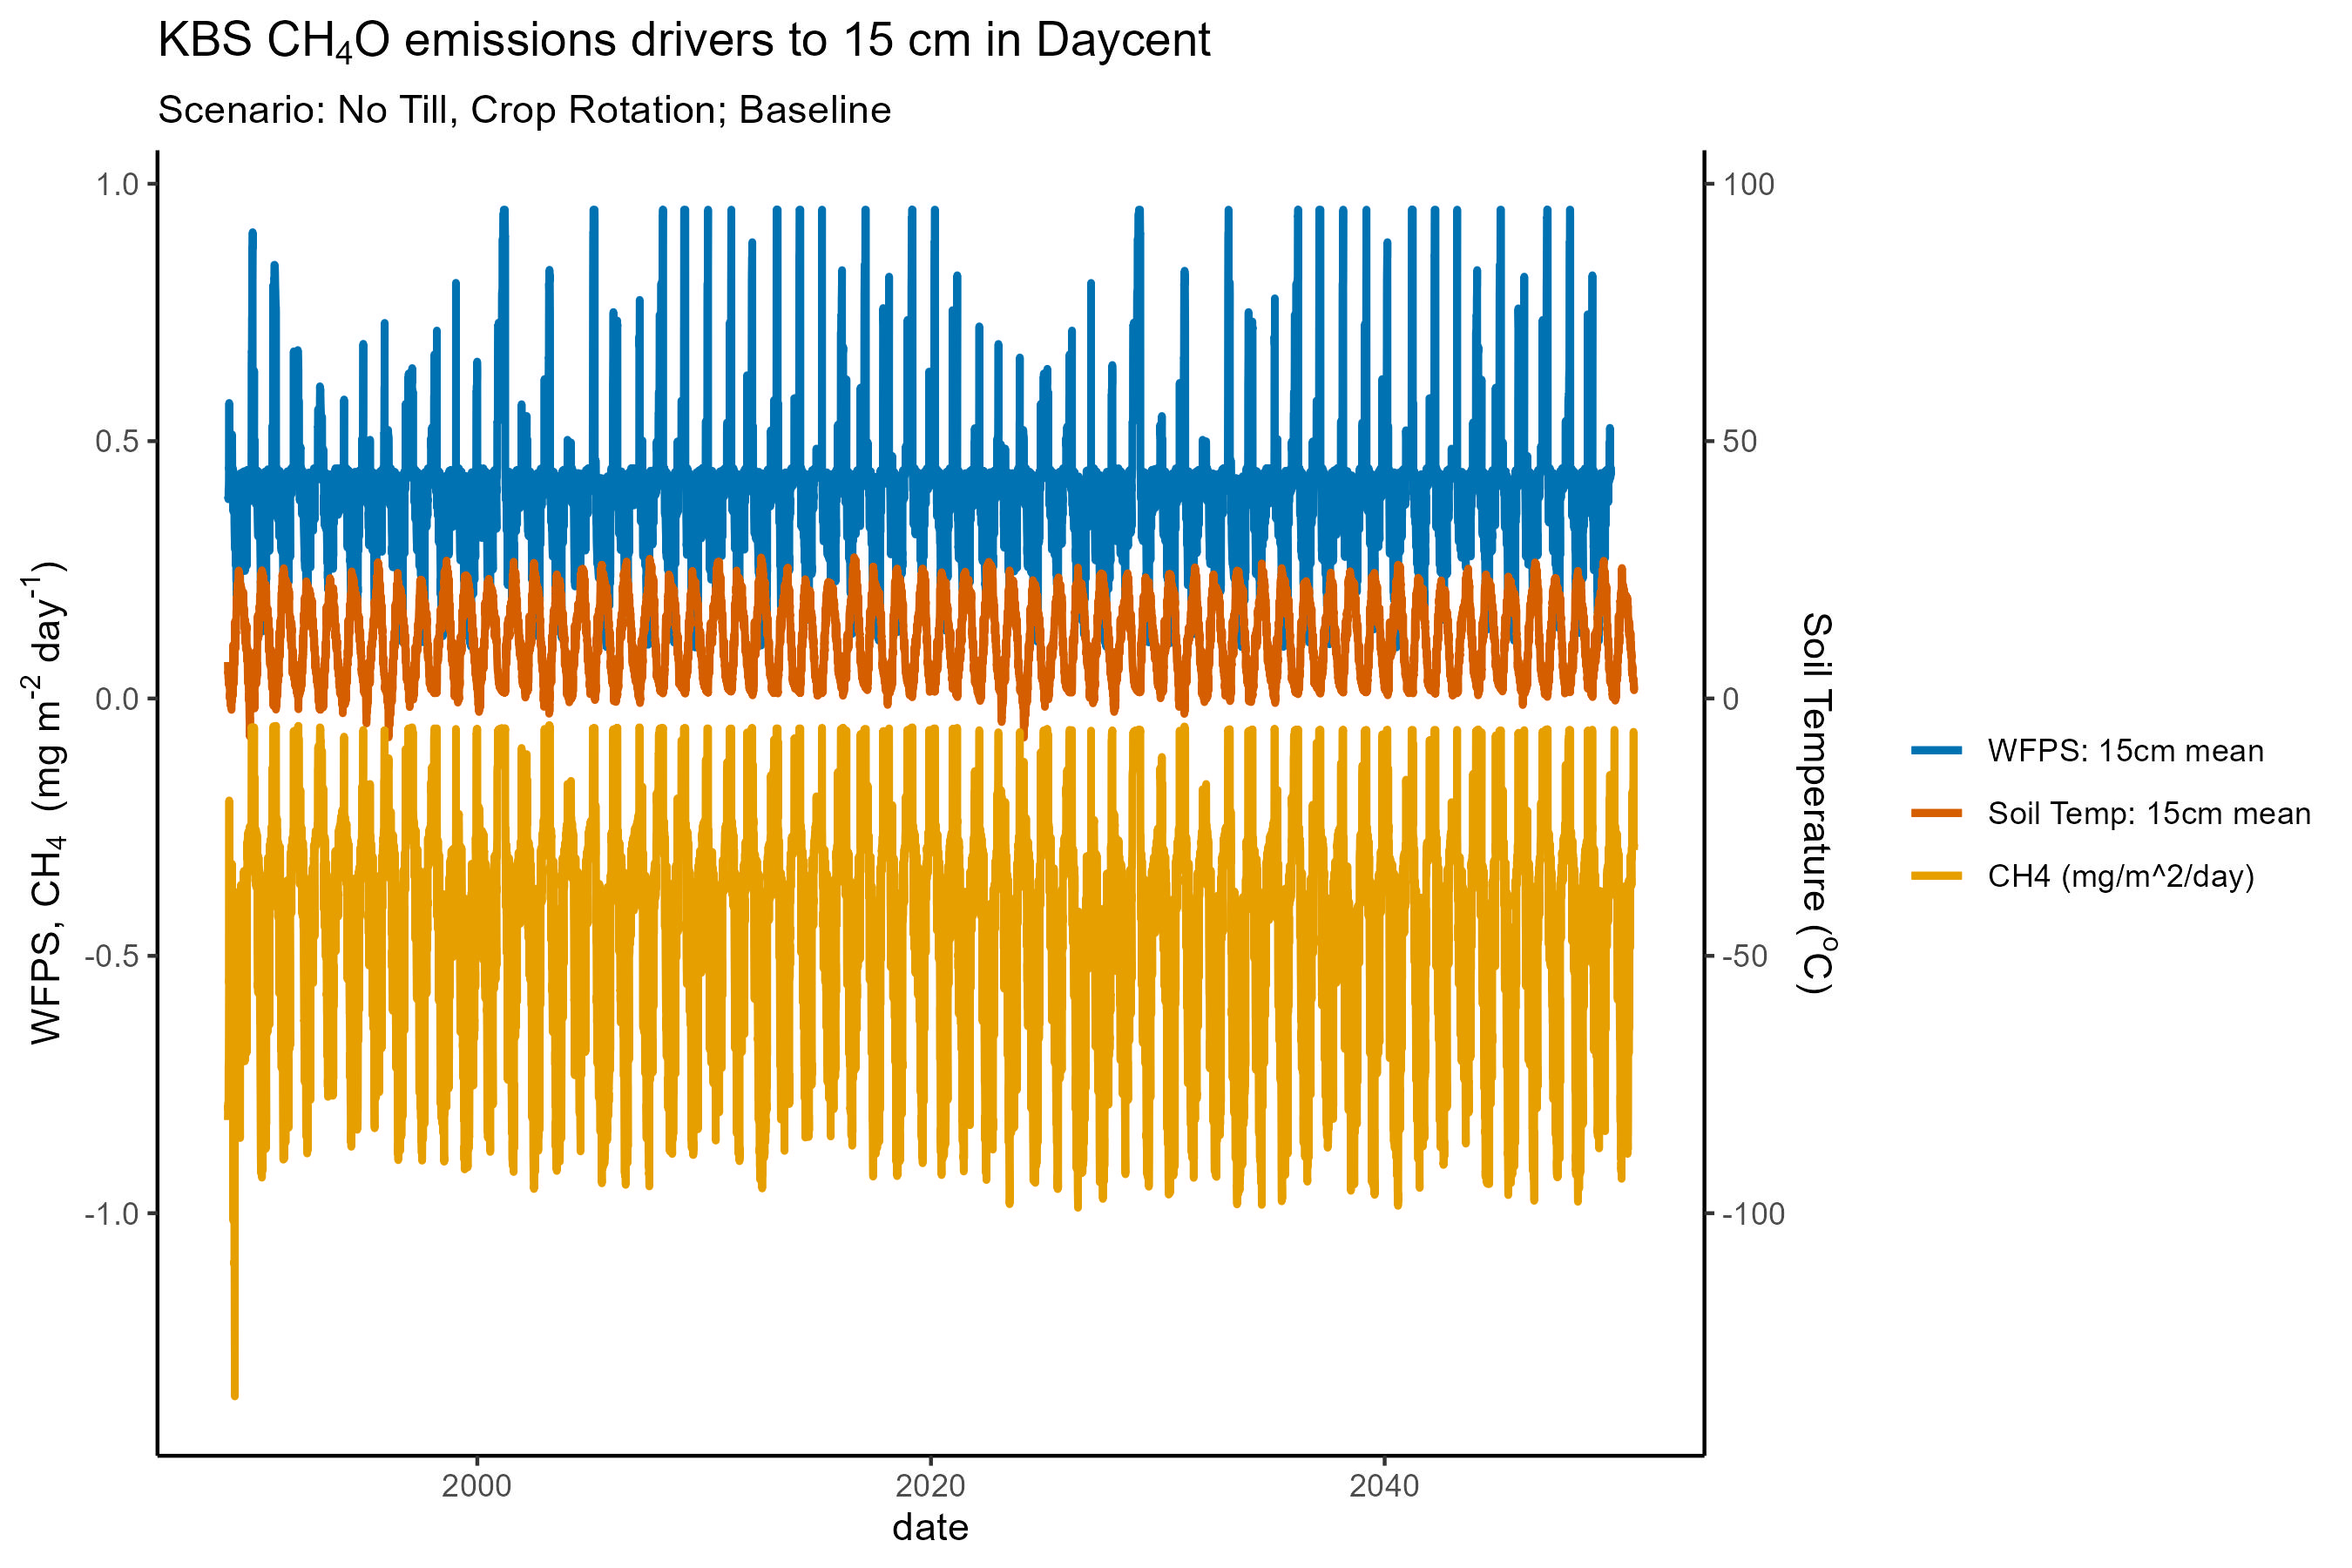 KBS CH₄O emissions drivers to 15 cm in Daycent
Scenario: No Till, Crop Rotation; Baseline
WFPS, CH₄ (mg m⁻² day⁻¹)
1.0
0.5
0.0
-0.5
-1.0
100
50
0
-50
-100
Soil Temperature (⁰C)
WFPS: 15cm mean
Soil Temp: 15cm mean
CH4 (mg/m^2/day)
2000
2020
2040
date